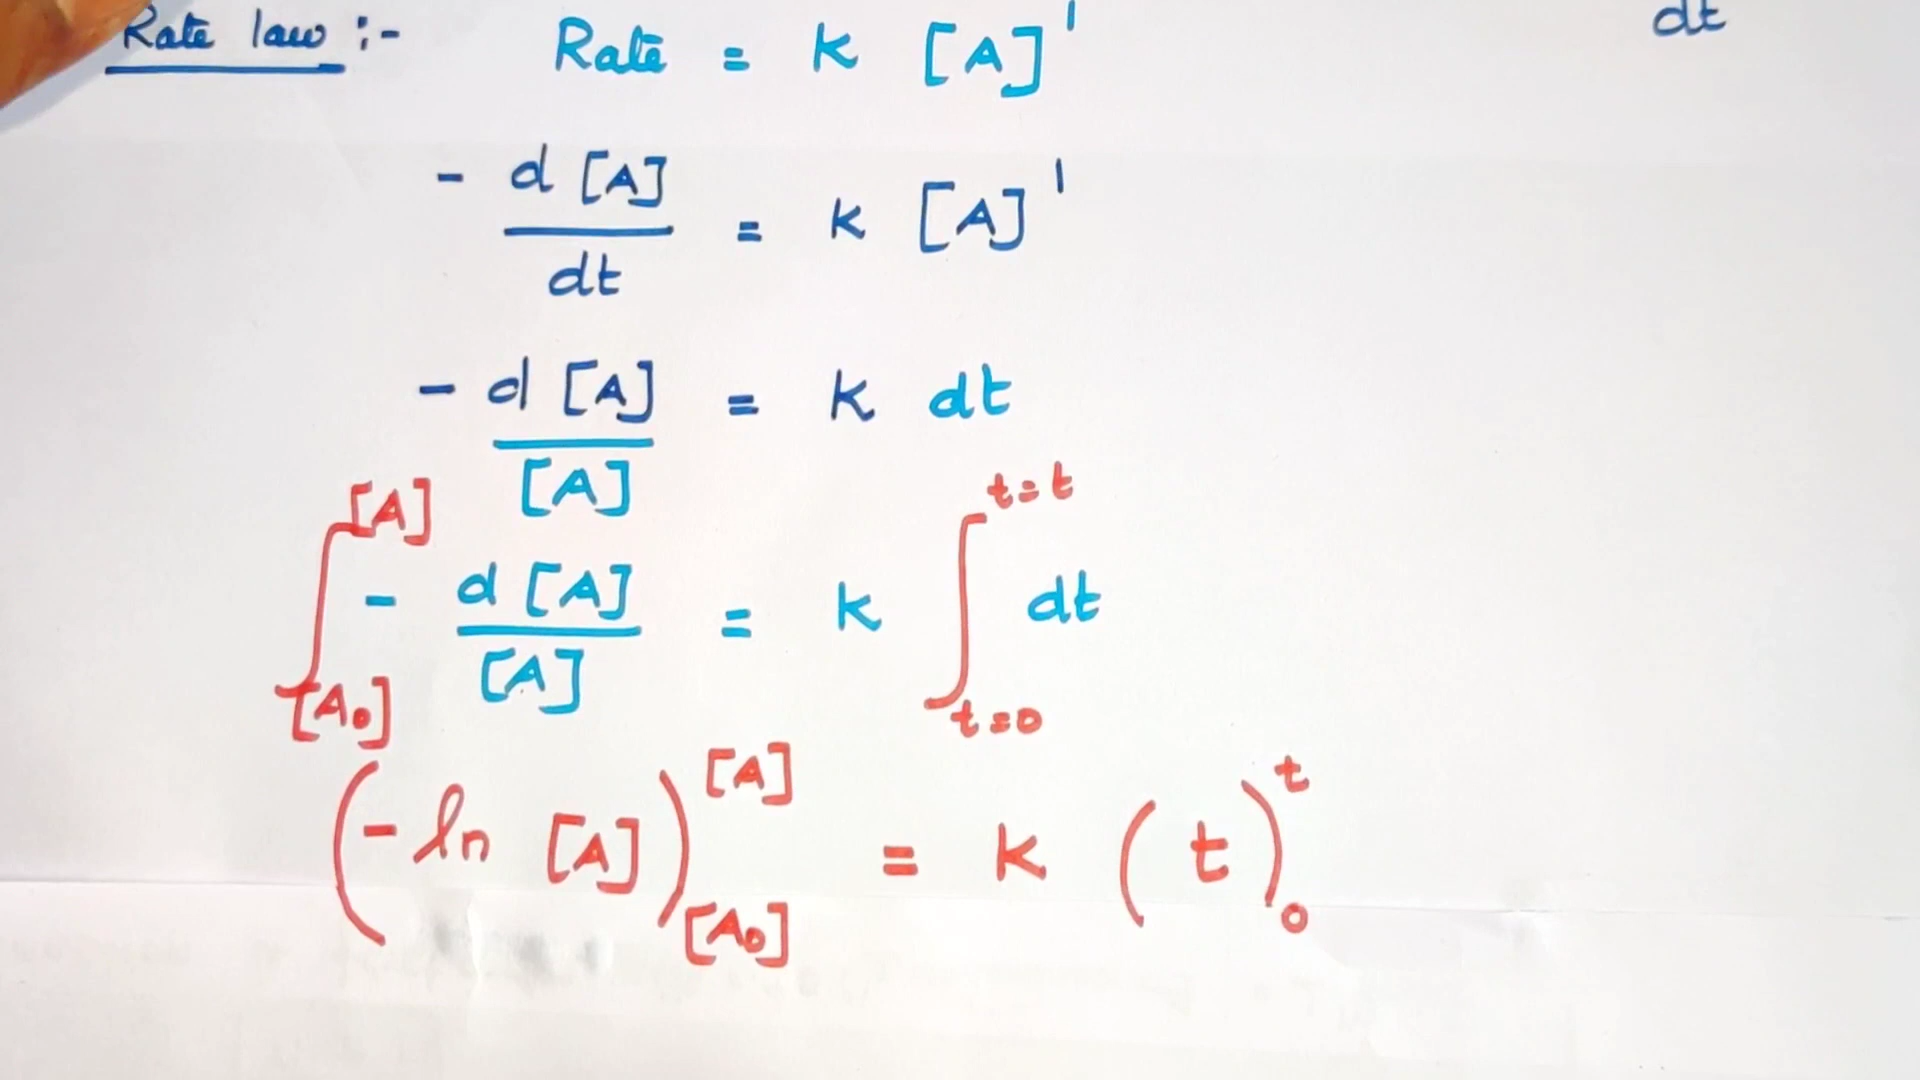 Rate law :- Rate = k [A]¹ dt
- d [A] / dt = k [A]¹
- d [A] / [A] = k dt
∫ [A₀] [A] - d [A] / [A] = k ∫ t=0 t=t dt
(- ln [A]) [A₀] [A] = k (t) 0 t